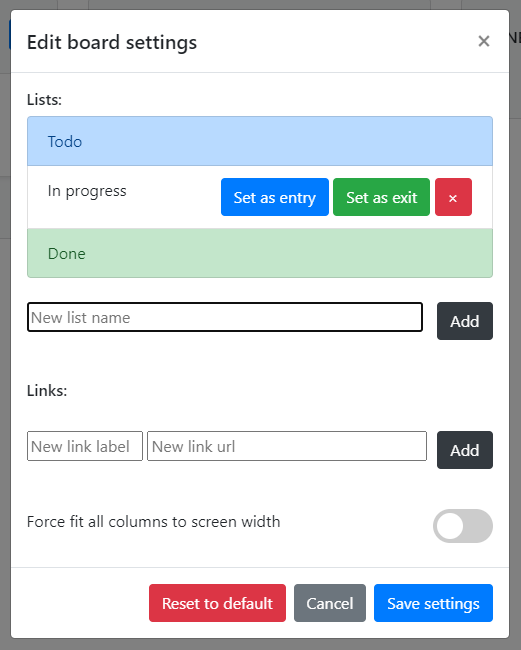 Edit board settings ×
Lists:
Todo
In progress Set as entry Set as exit ×
Done
New list name Add
Links:
New link label New link url Add
Force fit all columns to screen width
Reset to default Cancel Save settings